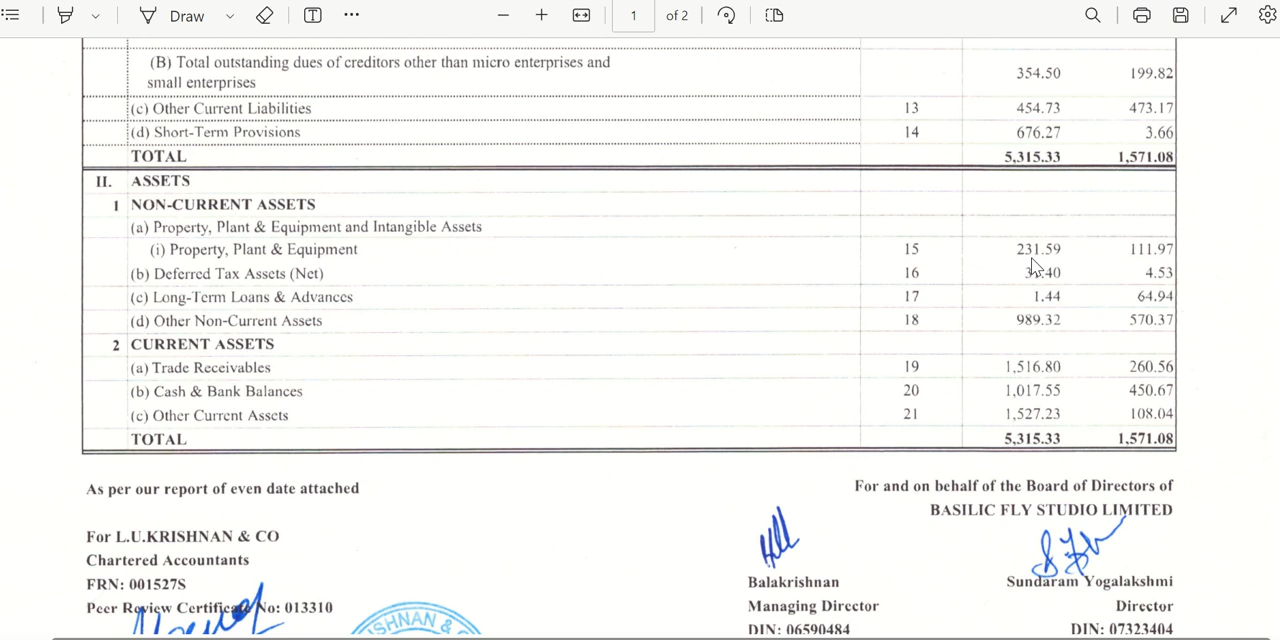 Draw
1 of 2
(B) Total outstanding dues of creditors other than micro enterprises and
small enterprises 354.50 199.82
(c) Other Current Liabilities 13 454.73 473.17
(d) Short-Term Provisions 14 676.27 3.66
TOTAL 5,315.33 1,571.08
II. ASSETS
1 NON-CURRENT ASSETS
(a) Property, Plant & Equipment and Intangible Assets
(i) Property, Plant & Equipment 15 231.59 111.97
(b) Deferred Tax Assets (Net) 16 4.53
(c) Long-Term Loans & Advances 17 1.44 64.94
(d) Other Non-Current Assets 18 989.32 570.37
2 CURRENT ASSETS
(a) Trade Receivables 19 1,516.80 260.56
(b) Cash & Bank Balances 20 1,017.55 450.67
(c) Other Current Assets 21 1,527.23 108.04
TOTAL 5,315.33 1,571.08
As per our report of even date attached
For and on behalf of the Board of Directors of
BASILIC FLY STUDIO LIMITED
For L.U.KRISHNAN & CO
Chartered Accountants
FRN: 001527S
Peer Review Certificate No: 013310
Balakrishnan
Managing Director
DIN: 06590484
Sundaram Yogalakshmi
Director
DIN: 07323404